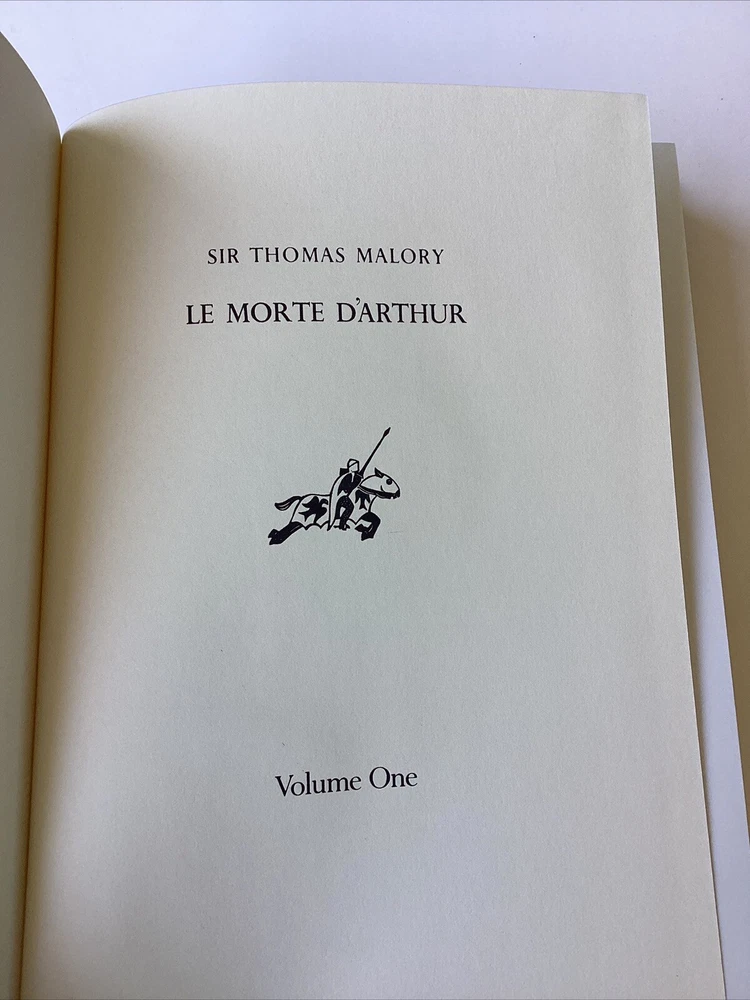 SIR THOMAS MALORY
LE MORTE D'ARTHUR
Volume One